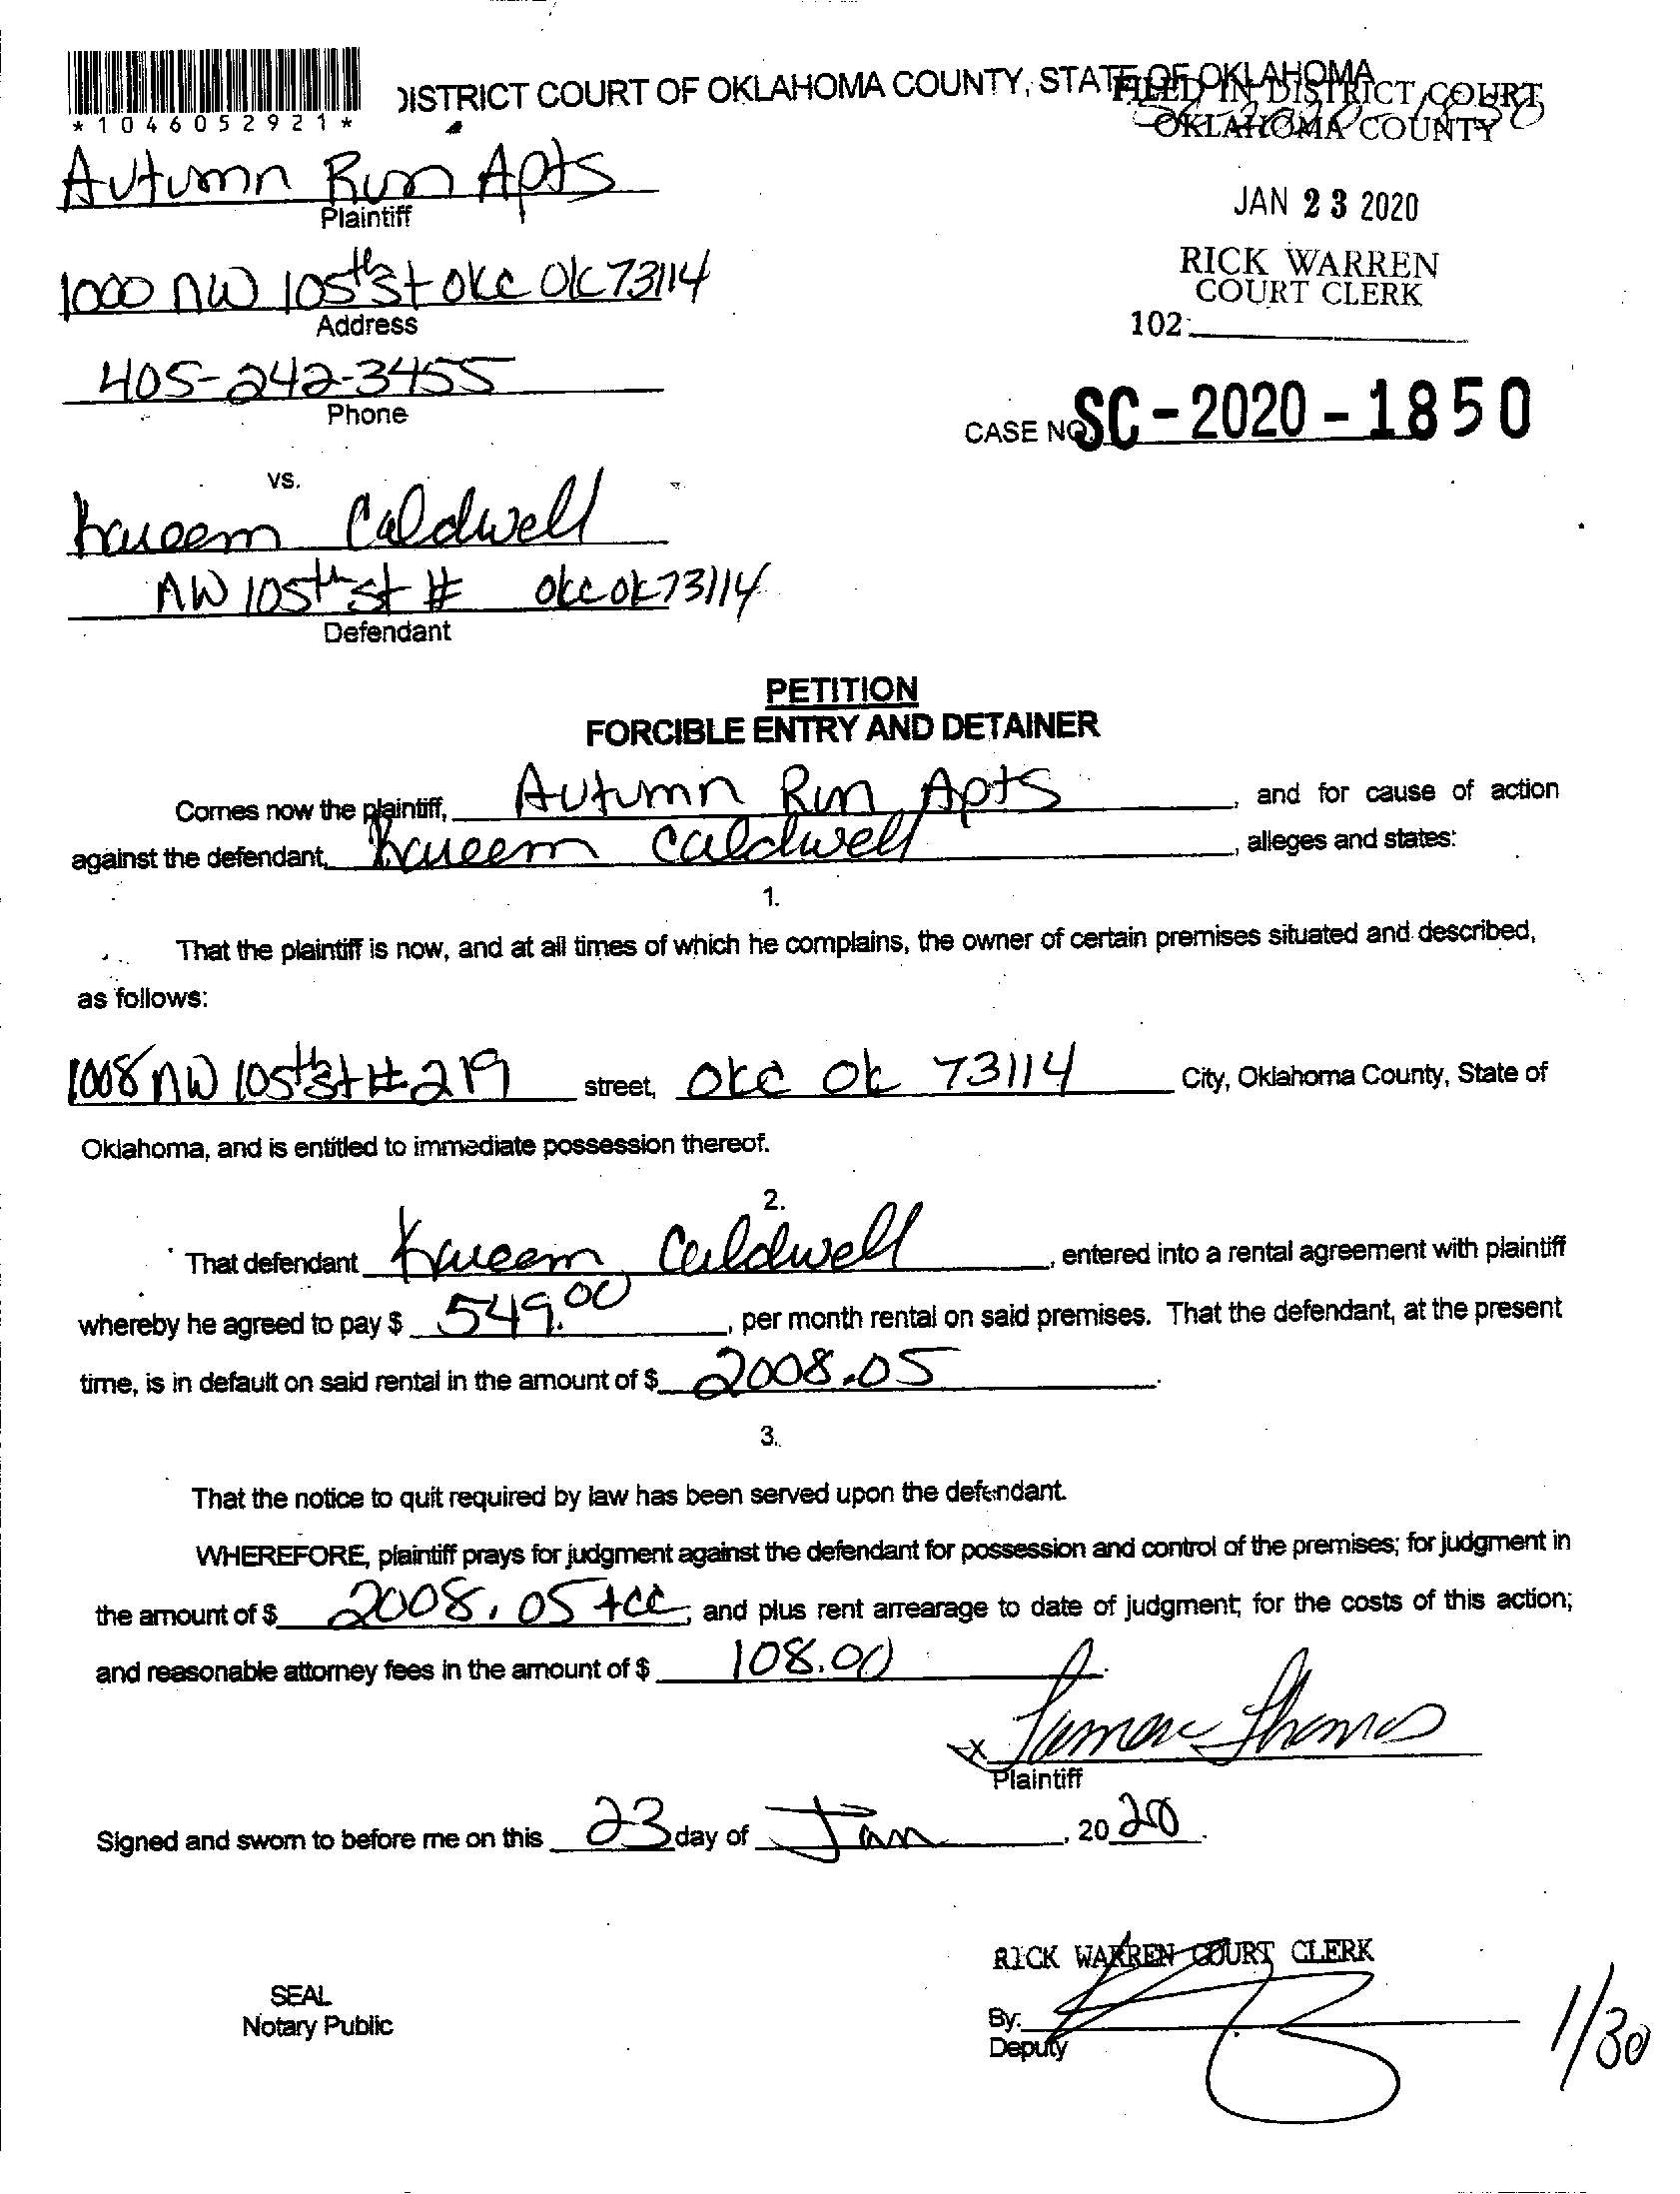 *1046052921*
DISTRICT COURT OF OKLAHOMA COUNTY, STATE OF OKLAHOMA
FILED IN DISTRICT COURT
OKLAHOMA COUNTY
Autumn Run Apts
Plaintiff
JAN 23 2020
1000 NW 105th St OKC OK 73114
Address
RICK WARREN
COURT CLERK
102
405-242-3455
Phone
CASE NO SC-2020-1850
vs.
Kareem Caldwell
NW 105th St # OKC OK 73114
Defendant
PETITION
FORCIBLE ENTRY AND DETAINER
Comes now the plaintiff, Autumn Run Apts, and for cause of action
against the defendant, Kareem Caldwell, alleges and states:
1.
That the plaintiff is now, and at all times of which he complains, the owner of certain premises situated and described,
as follows:
1008 NW 105th St #219 street, OKC OK 73114 City, Oklahoma County, State of
Oklahoma, and is entitled to immediate possession thereof.
2.
That defendant Kareem Caldwell, entered into a rental agreement with plaintiff
whereby he agreed to pay $ 549.00, per month rental on said premises. That the defendant, at the present
time, is in default on said rental in the amount of $ 2008.05.
3.
That the notice to quit required by law has been served upon the defendant.
WHEREFORE, plaintiff prays for judgment against the defendant for possession and control of the premises; for judgment in
the amount of $ 2008.05 +CC; and plus rent arrearage to date of judgment; for the costs of this action;
and reasonable attorney fees in the amount of $ 108.00
X Thomas
Plaintiff
Signed and sworn to before me on this 23 day of Jan, 20 20.
RICK WARREN COURT CLERK
SEAL
Notary Public
By:
Deputy
1/30